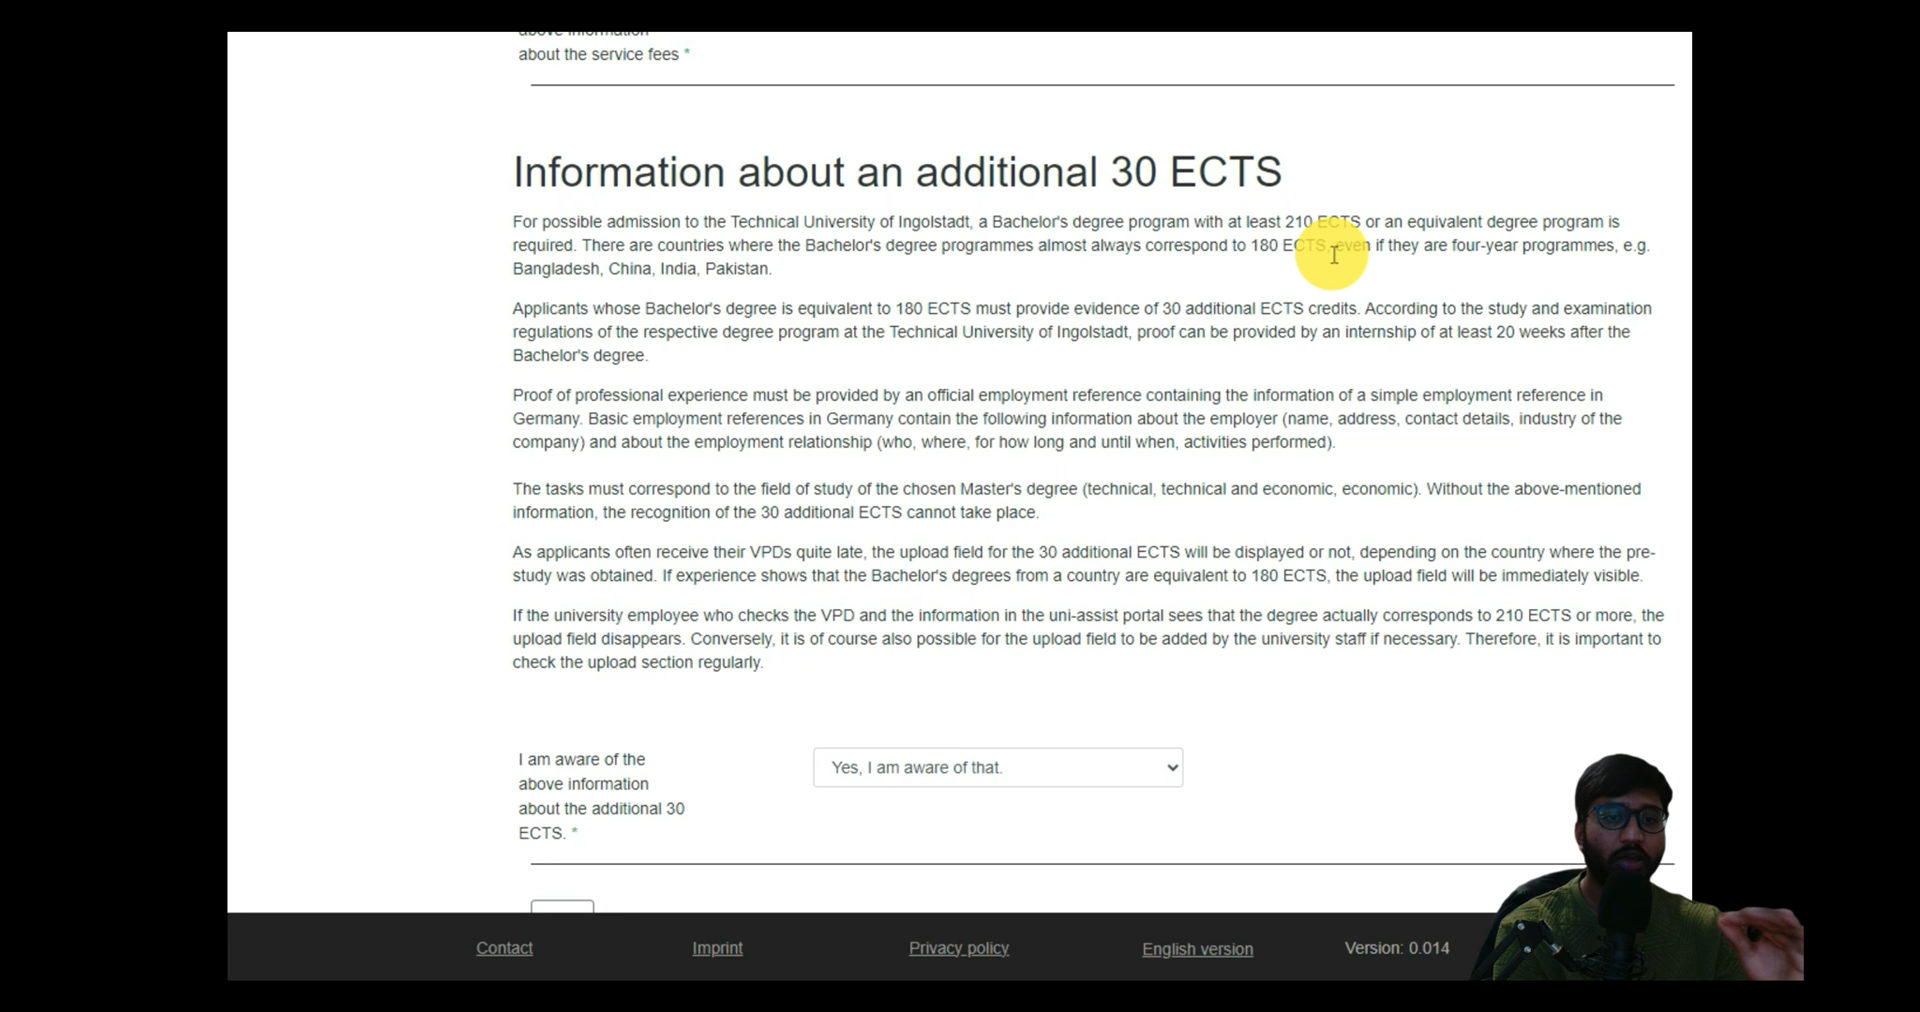 above information
about the service fees *
Information about an additional 30 ECTS
For possible admission to the Technical University of Ingolstadt, a Bachelor's degree program with at least 210 ECTS or an equivalent degree program is
required. There are countries where the Bachelor's degree programmes almost always correspond to 180 ECTS, even if they are four-year programmes, e.g.
Bangladesh, China, India, Pakistan.
Applicants whose Bachelor's degree is equivalent to 180 ECTS must provide evidence of 30 additional ECTS credits. According to the study and examination
regulations of the respective degree program at the Technical University of Ingolstadt, proof can be provided by an internship of at least 20 weeks after the
Bachelor's degree.
Proof of professional experience must be provided by an official employment reference containing the information of a simple employment reference in
Germany. Basic employment references in Germany contain the following information about the employer (name, address, contact details, industry of the
company) and about the employment relationship (who, where, for how long and until when, activities performed).
The tasks must correspond to the field of study of the chosen Master's degree (technical, technical and economic, economic). Without the above-mentioned
information, the recognition of the 30 additional ECTS cannot take place.
As applicants often receive their VPDs quite late, the upload field for the 30 additional ECTS will be displayed or not, depending on the country where the pre-
study was obtained. If experience shows that the Bachelor's degrees from a country are equivalent to 180 ECTS, the upload field will be immediately visible.
If the university employee who checks the VPD and the information in the uni-assist portal sees that the degree actually corresponds to 210 ECTS or more, the
upload field disappears. Conversely, it is of course also possible for the upload field to be added by the university staff if necessary. Therefore, it is important to
check the upload section regularly.
I am aware of the
above information
about the additional 30
ECTS. *
Yes, I am aware of that.
Contact
Imprint
Privacy policy
English version
Version: 0.014